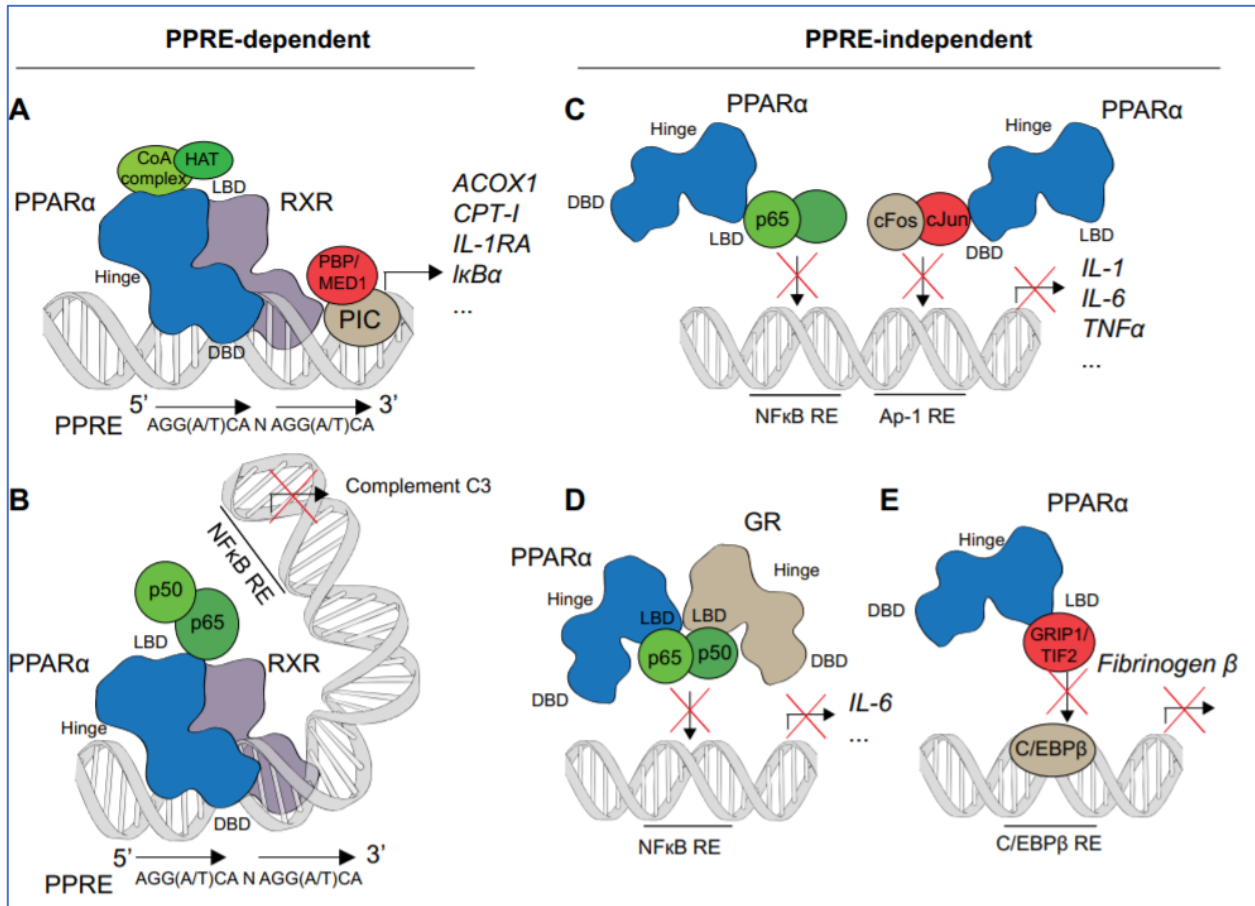 PPRE-dependent
PPRE-independent
A
CoA
complex
HAT
LBD
PPARα
RXR
Hinge
DBD
PBP/
MED1
PIC
ACOX1
CPT-I
IL-1RA
IκBα
...
5’
3’
PPRE
AGG(A/T)CA N AGG(A/T)CA
B
Complement C3
NFκB RE
p50
p65
LBD
PPARα
RXR
Hinge
DBD
5’
3’
PPRE
AGG(A/T)CA N AGG(A/T)CA
C
PPARα
Hinge
DBD
LBD
p65
cFos
cJun
PPARα
Hinge
DBD
LBD
IL-1
IL-6
TNFα
...
NFκB RE
Ap-1 RE
D
PPARα
Hinge
DBD
LBD
LBD
GR
Hinge
DBD
p65
p50
IL-6
...
NFκB RE
E
PPARα
Hinge
DBD
LBD
GRIP1/
TIF2
Fibrinogen β
C/EBPβ
C/EBPβ RE